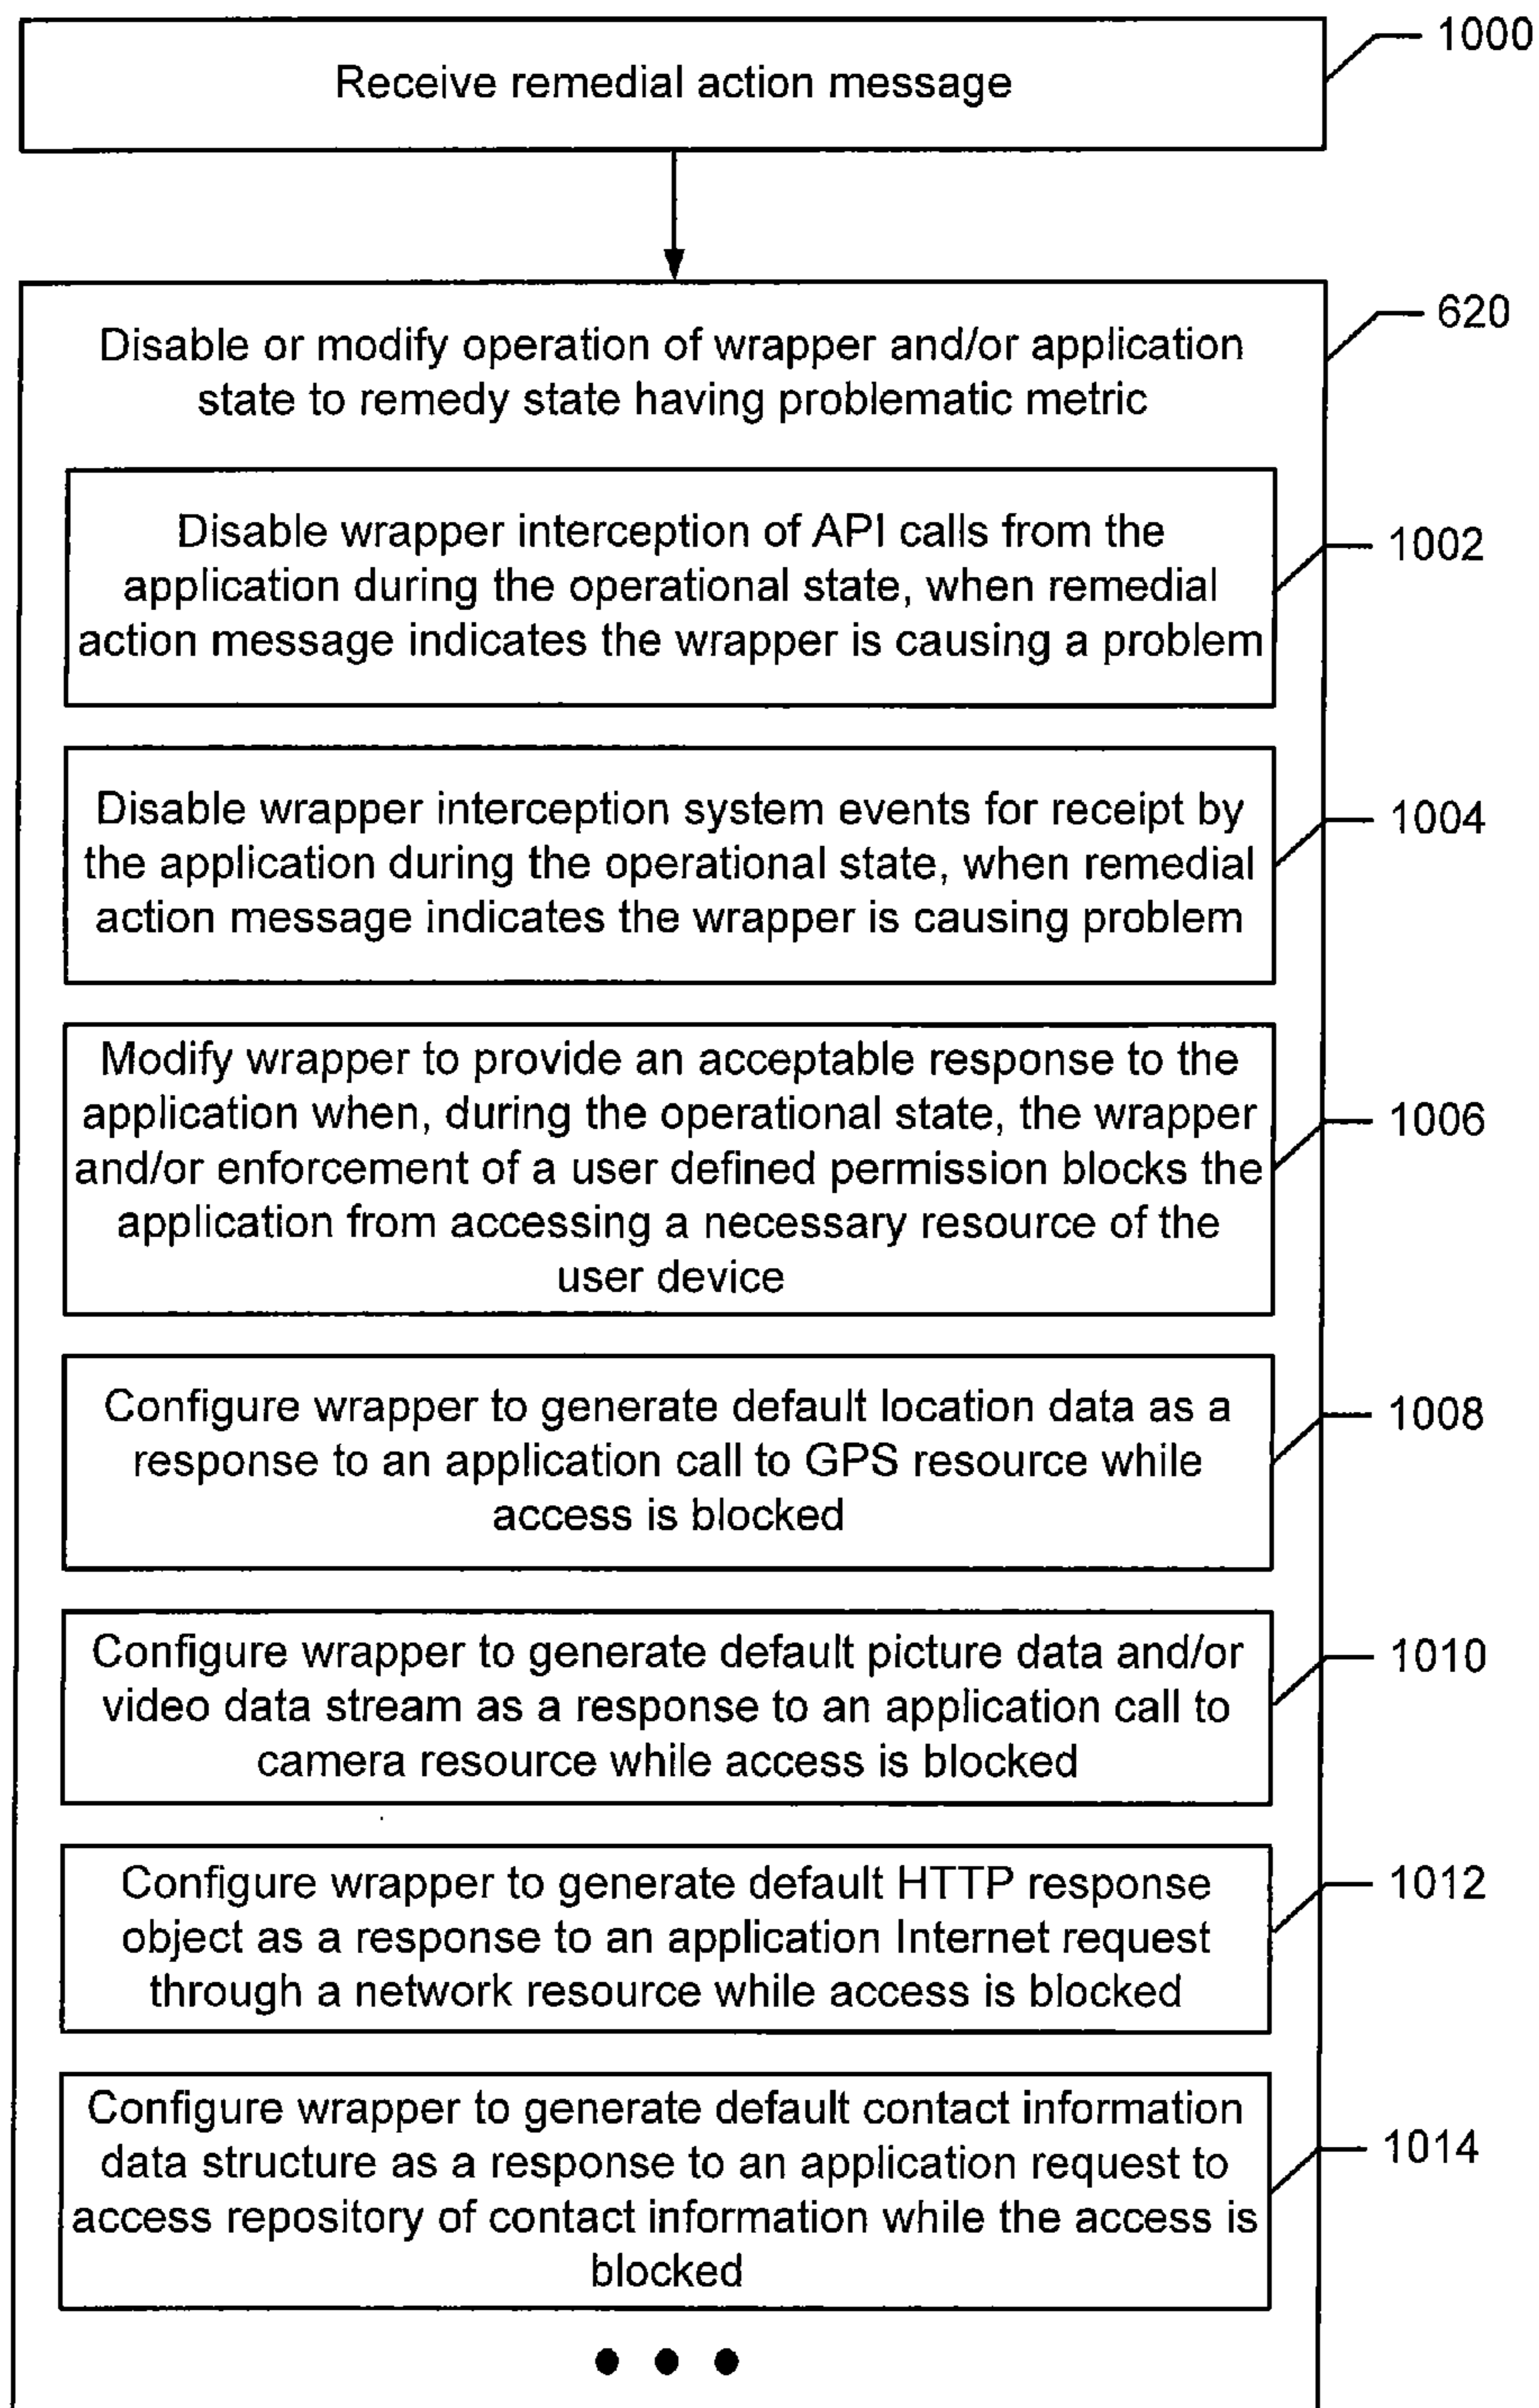 Receive remedial action message
1000
Disable or modify operation of wrapper and/or application
state to remedy state having problematic metric
620
Disable wrapper interception of API calls from the
application during the operational state, when remedial
action message indicates the wrapper is causing a problem
1002
Disable wrapper interception system events for receipt by
the application during the operational state, when remedial
action message indicates the wrapper is causing problem
1004
Modify wrapper to provide an acceptable response to the
application when, during the operational state, the wrapper
and/or enforcement of a user defined permission blocks the
application from accessing a necessary resource of the
user device
1006
Configure wrapper to generate default location data as a
response to an application call to GPS resource while
access is blocked
1008
Configure wrapper to generate default picture data and/or
video data stream as a response to an application call to
camera resource while access is blocked
1010
Configure wrapper to generate default HTTP response
object as a response to an application Internet request
through a network resource while access is blocked
1012
Configure wrapper to generate default contact information
data structure as a response to an application request to
access repository of contact information while the access is
blocked
1014
• • •